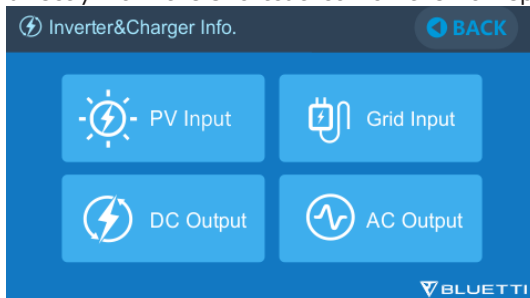 Inverter&Charger Info.
BACK
PV Input
Grid Input
DC Output
AC Output
BLUETTI